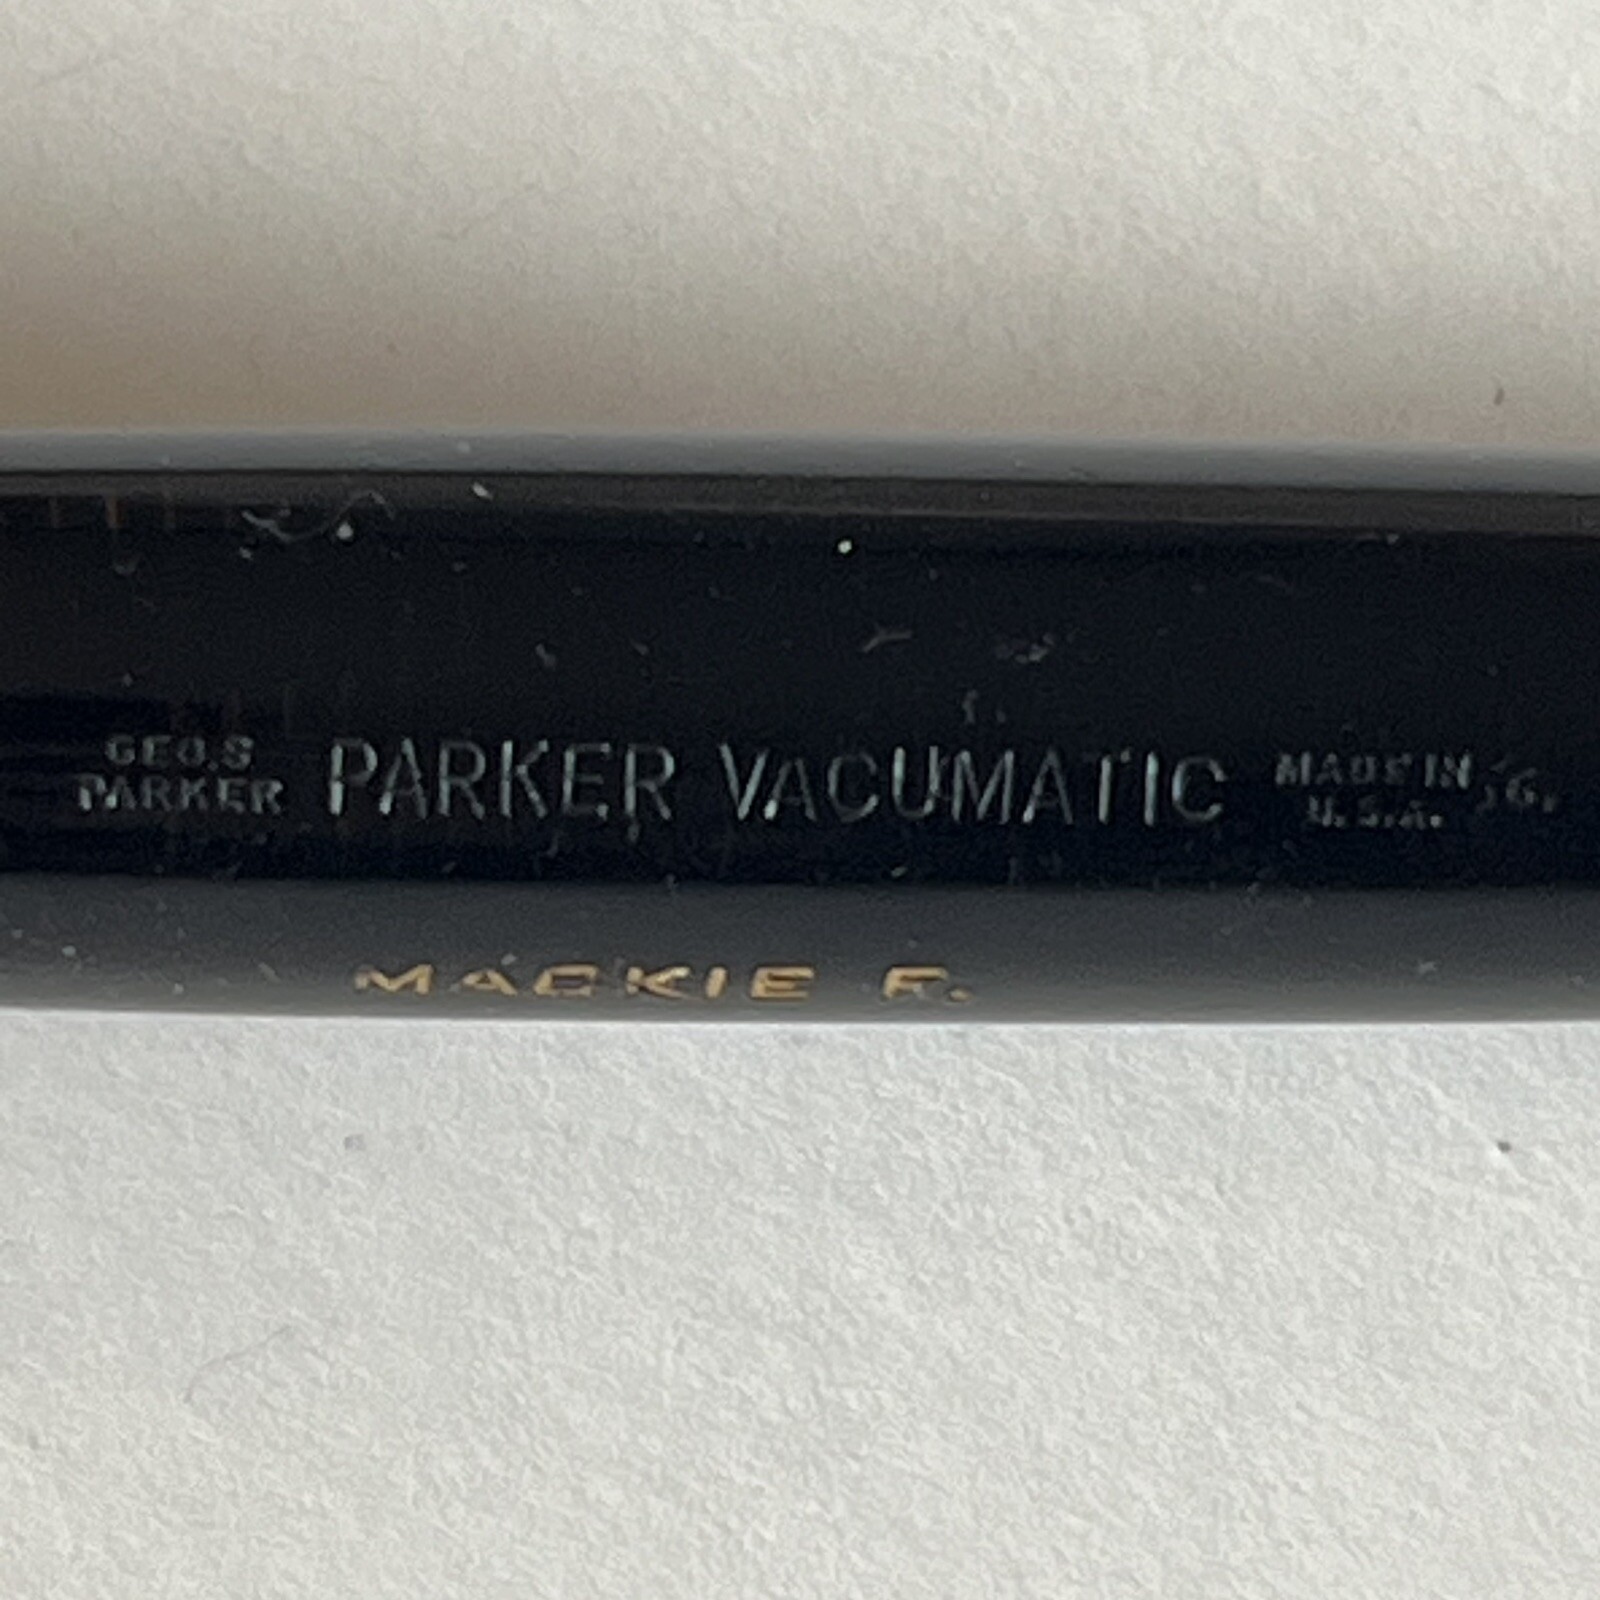 GEO.S
PARKER
PARKER VACUMATIC
MADE IN
U.S.A.
MACKIE F.